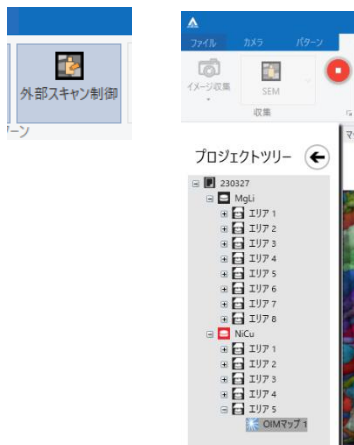 外部スキャン制御
ーン
ファイル カメラ パターン
イメージ収集 SEM
収集
プロジェクトツリー
230327
MgLi
エリア 1
エリア 2
エリア 3
エリア 4
エリア 5
エリア 6
エリア 7
エリア 8
NiCu
エリア 1
エリア 2
エリア 3
エリア 4
エリア 5
OIMマップ 1